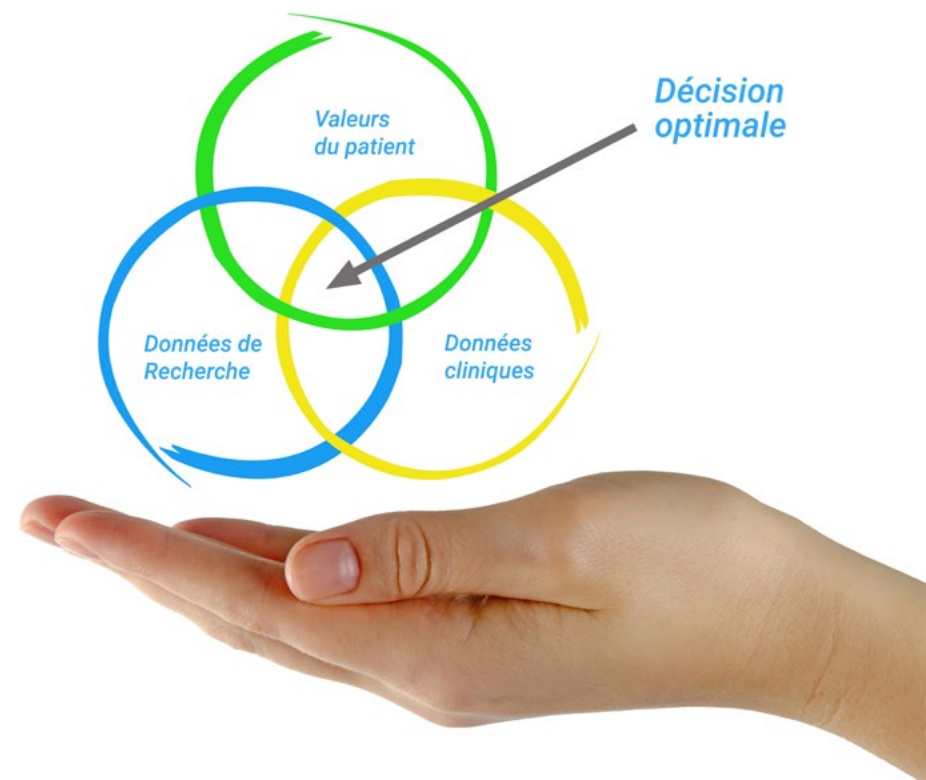 Valeurs
du patient
Décision
optimale
Données de
Recherche
Données
cliniques